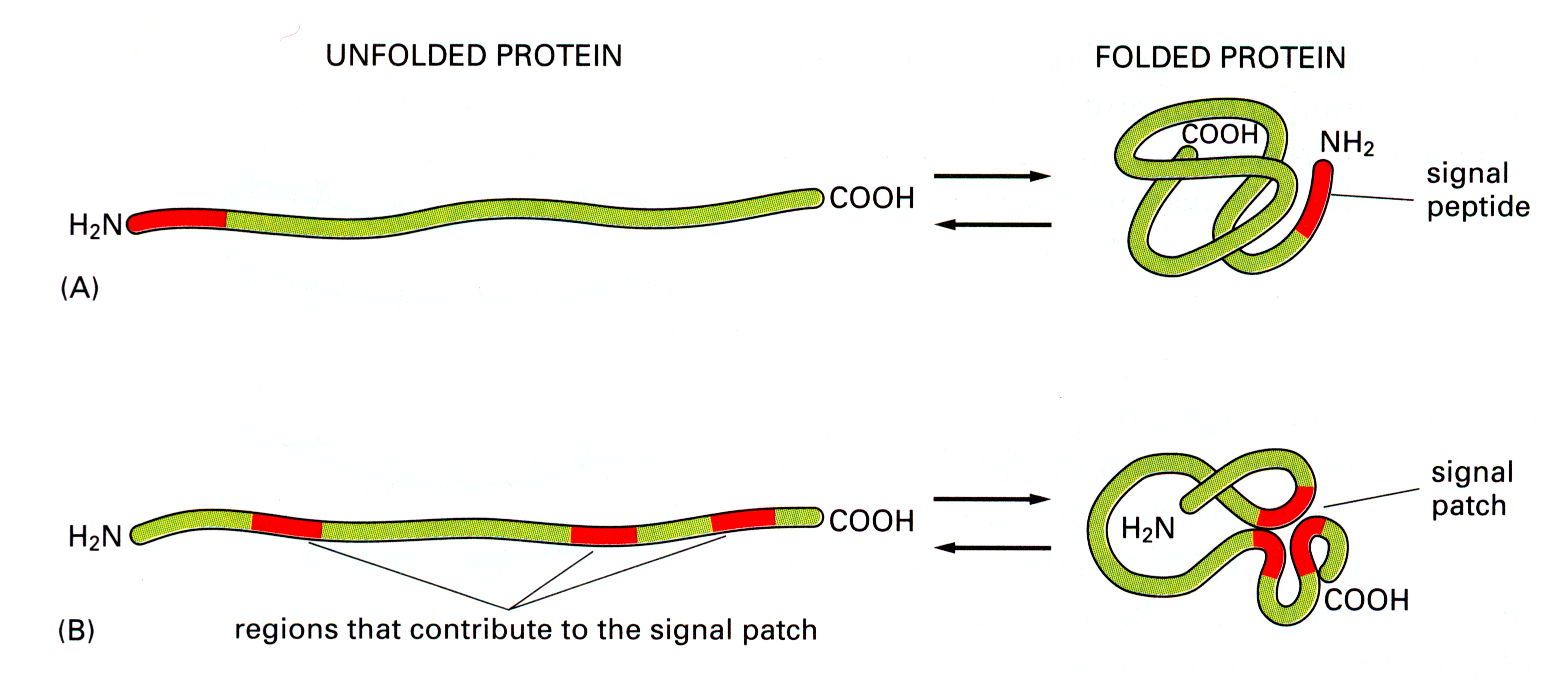 UNFOLDED PROTEIN
FOLDED PROTEIN
COOH
NH₂
signal
peptide
H₂N
COOH
(A)
signal
patch
H₂N
COOH
H₂N
COOH
(B)
regions that contribute to the signal patch